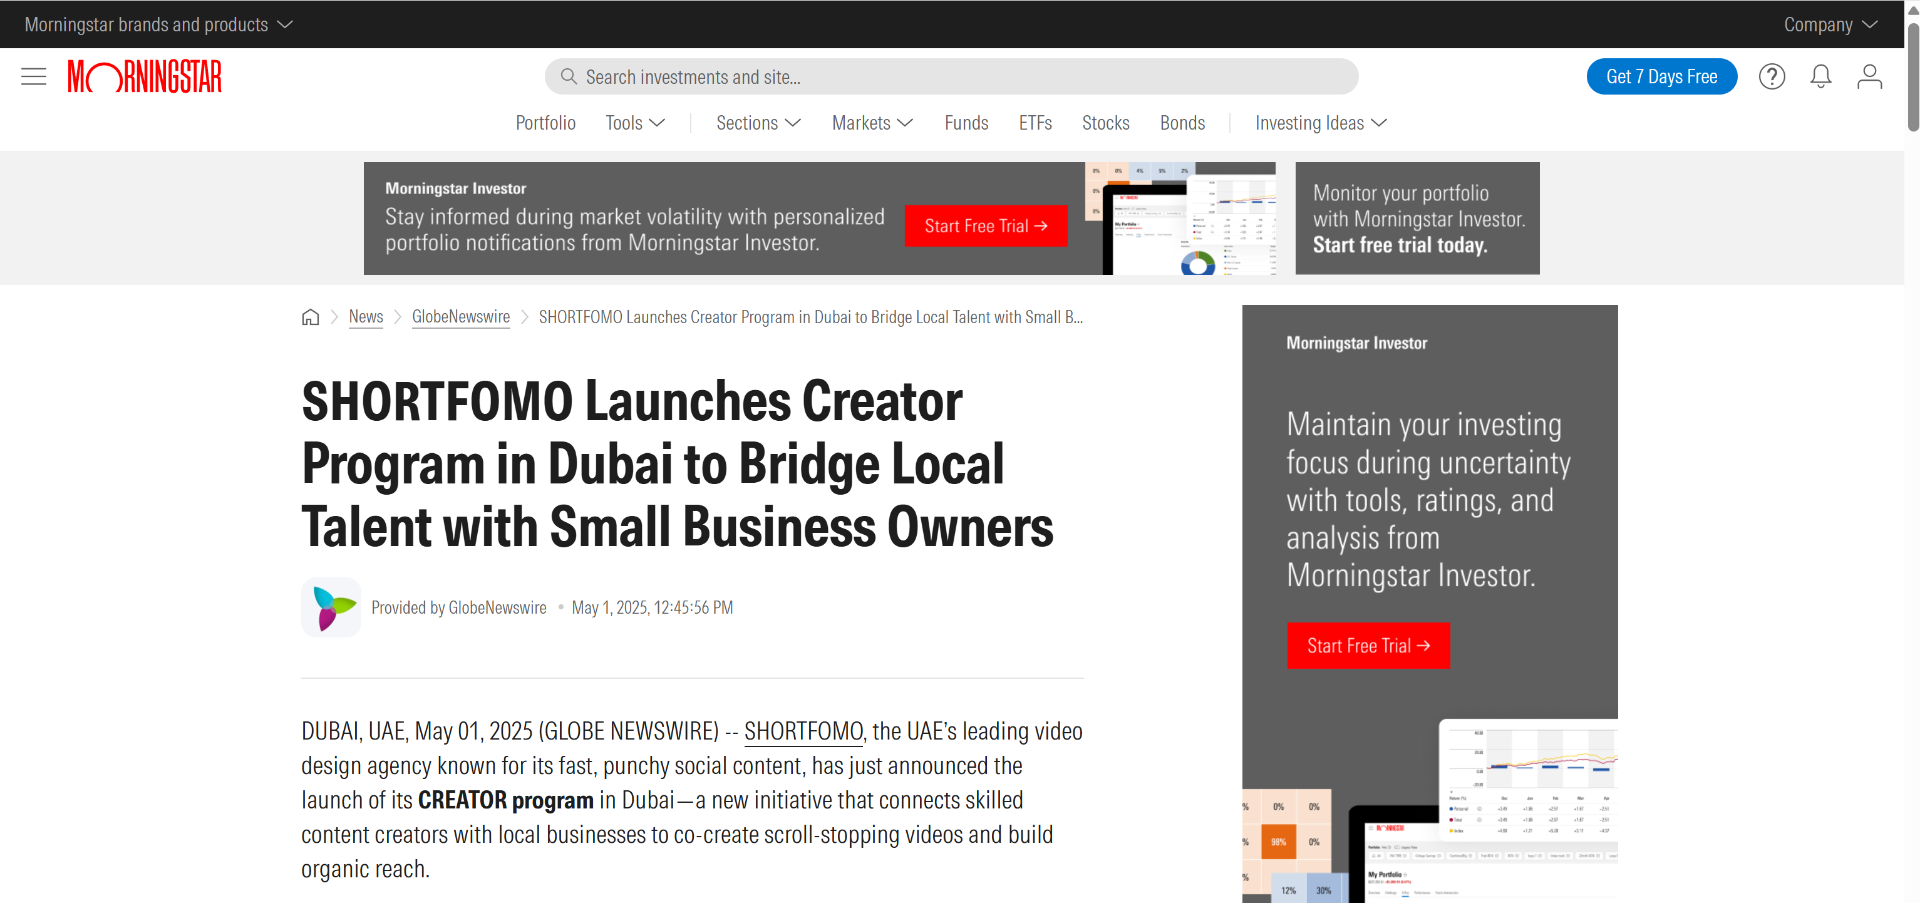 Morningstar brands and products
Company
MORNINGSTAR
Search investments and site...
Get 7 Days Free
Portfolio
Tools
Sections
Markets
Funds
ETFs
Stocks
Bonds
Investing Ideas
Morningstar Investor
Stay informed during market volatility with personalized
portfolio notifications from Morningstar Investor.
Start Free Trial →
Monitor your portfolio
with Morningstar Investor.
Start free trial today.
News
GlobeNewswire
SHORTFOMO Launches Creator Program in Dubai to Bridge Local Talent with Small B...
SHORTFOMO Launches Creator
Program in Dubai to Bridge Local
Talent with Small Business Owners
Provided by GlobeNewswire • May 1, 2025, 12:45:56 PM
DUBAI, UAE, May 01, 2025 (GLOBE NEWSWIRE) -- SHORTFOMO, the UAE’s leading video
design agency known for its fast, punchy social content, has just announced the
launch of its CREATOR program in Dubai—a new initiative that connects skilled
content creators with local businesses to co-create scroll-stopping videos and build
organic reach.
Morningstar Investor
Maintain your investing
focus during uncertainty
with tools, ratings, and
analysis from
Morningstar Investor.
Start Free Trial →
% 0% 0%
% 98% 0%
%
12% 30%
My Portfolio